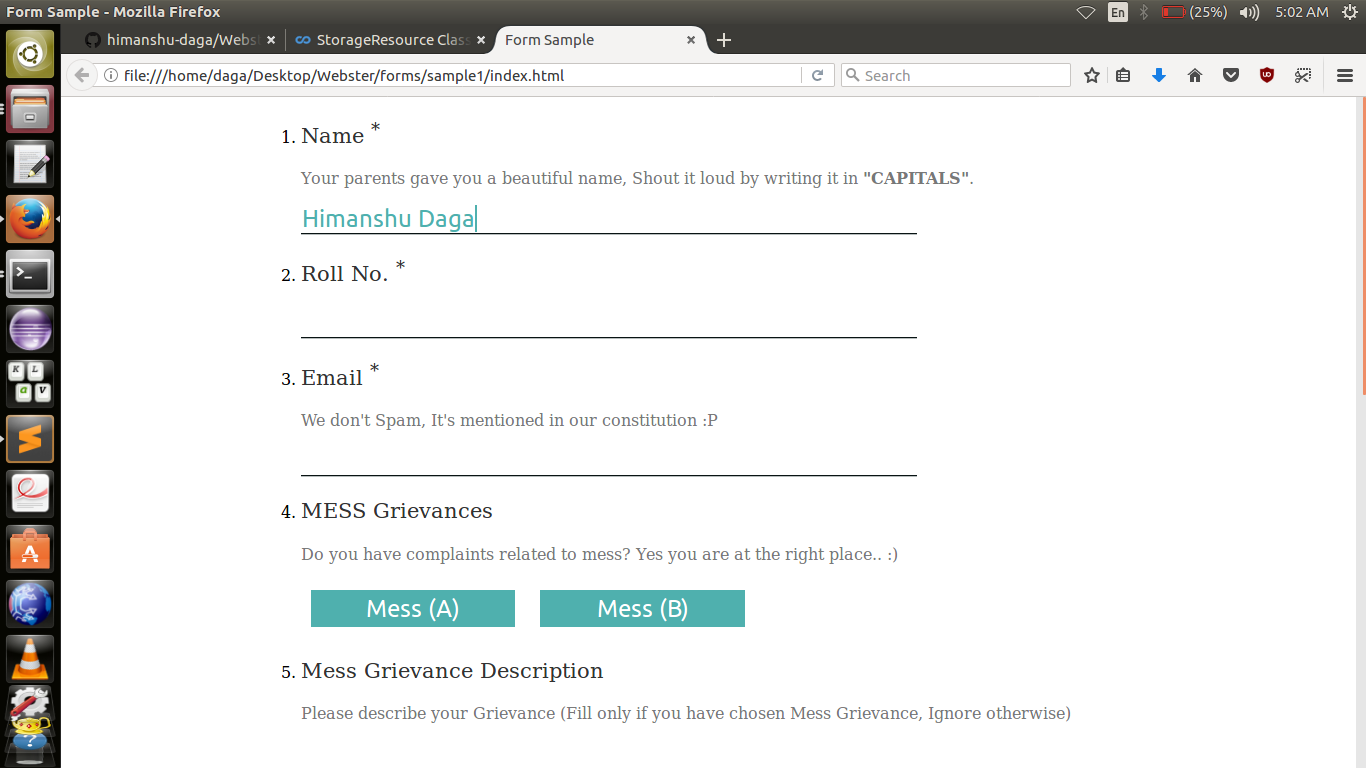 Form Sample - Mozilla Firefox
En
(25%)
5:02 AM
himanshu-daga/Webst
StorageResource Clas
Form Sample
file:///home/daga/Desktop/Webster/forms/sample1/index.html
Search
1. Name *
Your parents gave you a beautiful name, Shout it loud by writing it in "CAPITALS".
Himanshu Daga
2. Roll No. *
3. Email *
We don't Spam, It's mentioned in our constitution :P
4. MESS Grievances
Do you have complaints related to mess? Yes you are at the right place.. :)
Mess (A)
Mess (B)
5. Mess Grievance Description
Please describe your Grievance (Fill only if you have chosen Mess Grievance, Ignore otherwise)